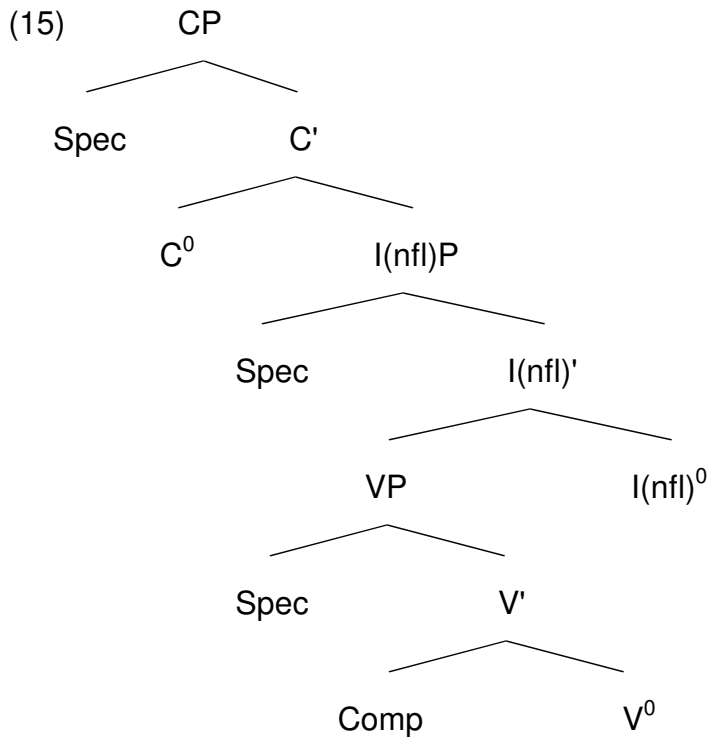 (15) CP
Spec C'
C⁰ I(nfl)P
Spec I(nfl)'
VP I(nfl)⁰
Spec V'
Comp V⁰